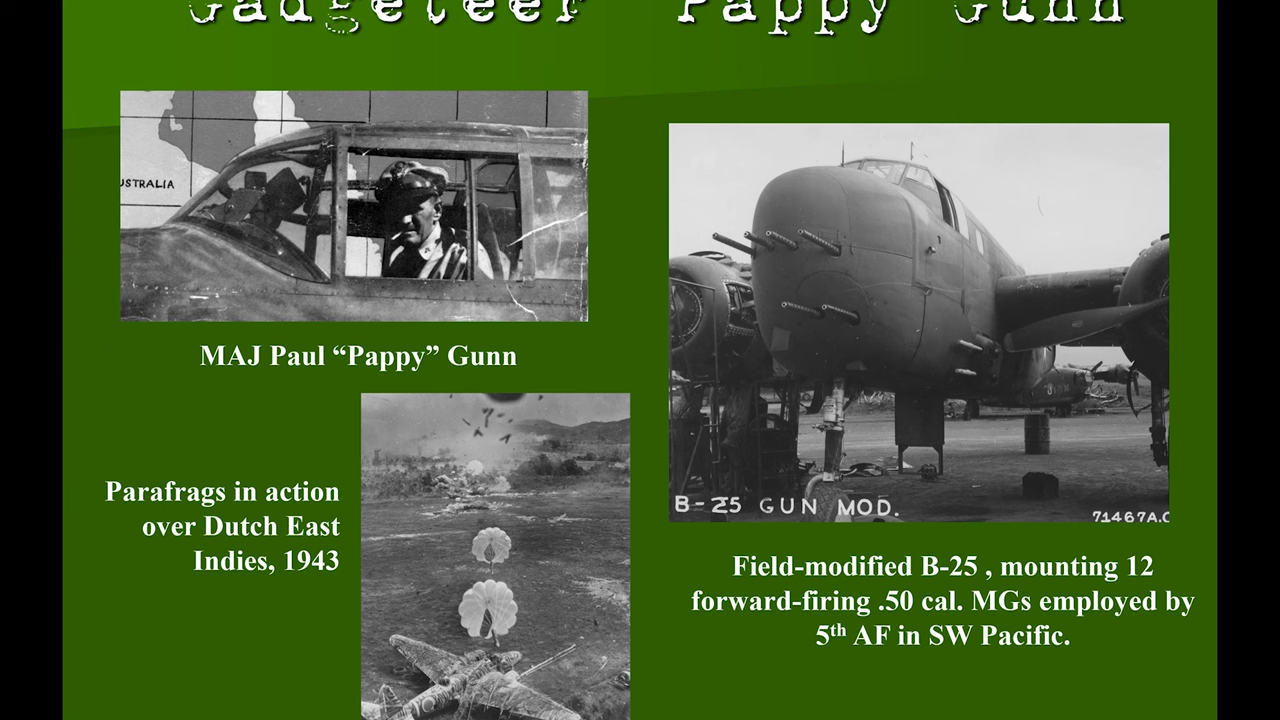 Gadgeteer "Pappy" Gunn
USTRALIA
MAJ Paul “Pappy” Gunn
B-25 GUN MOD.
71467A.C
Parafrags in action
over Dutch East
Indies, 1943
Field-modified B-25 , mounting 12
forward-firing .50 cal. MGs employed by
5th AF in SW Pacific.